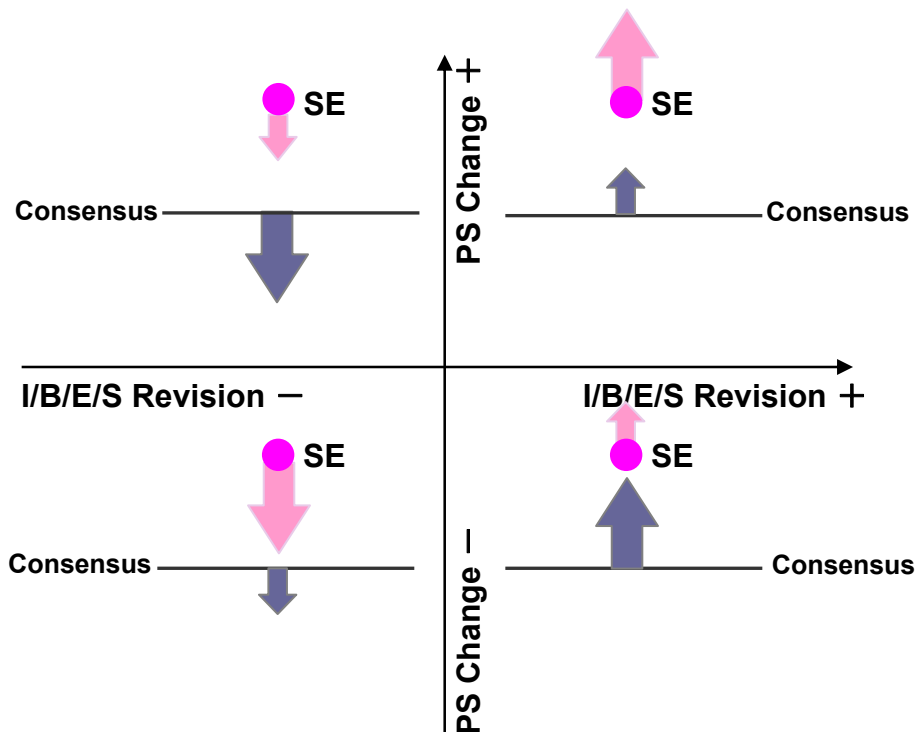 PS Change +
SE
SE
Consensus
Consensus
I/B/E/S Revision −
I/B/E/S Revision +
SE
SE
PS Change −
Consensus
Consensus